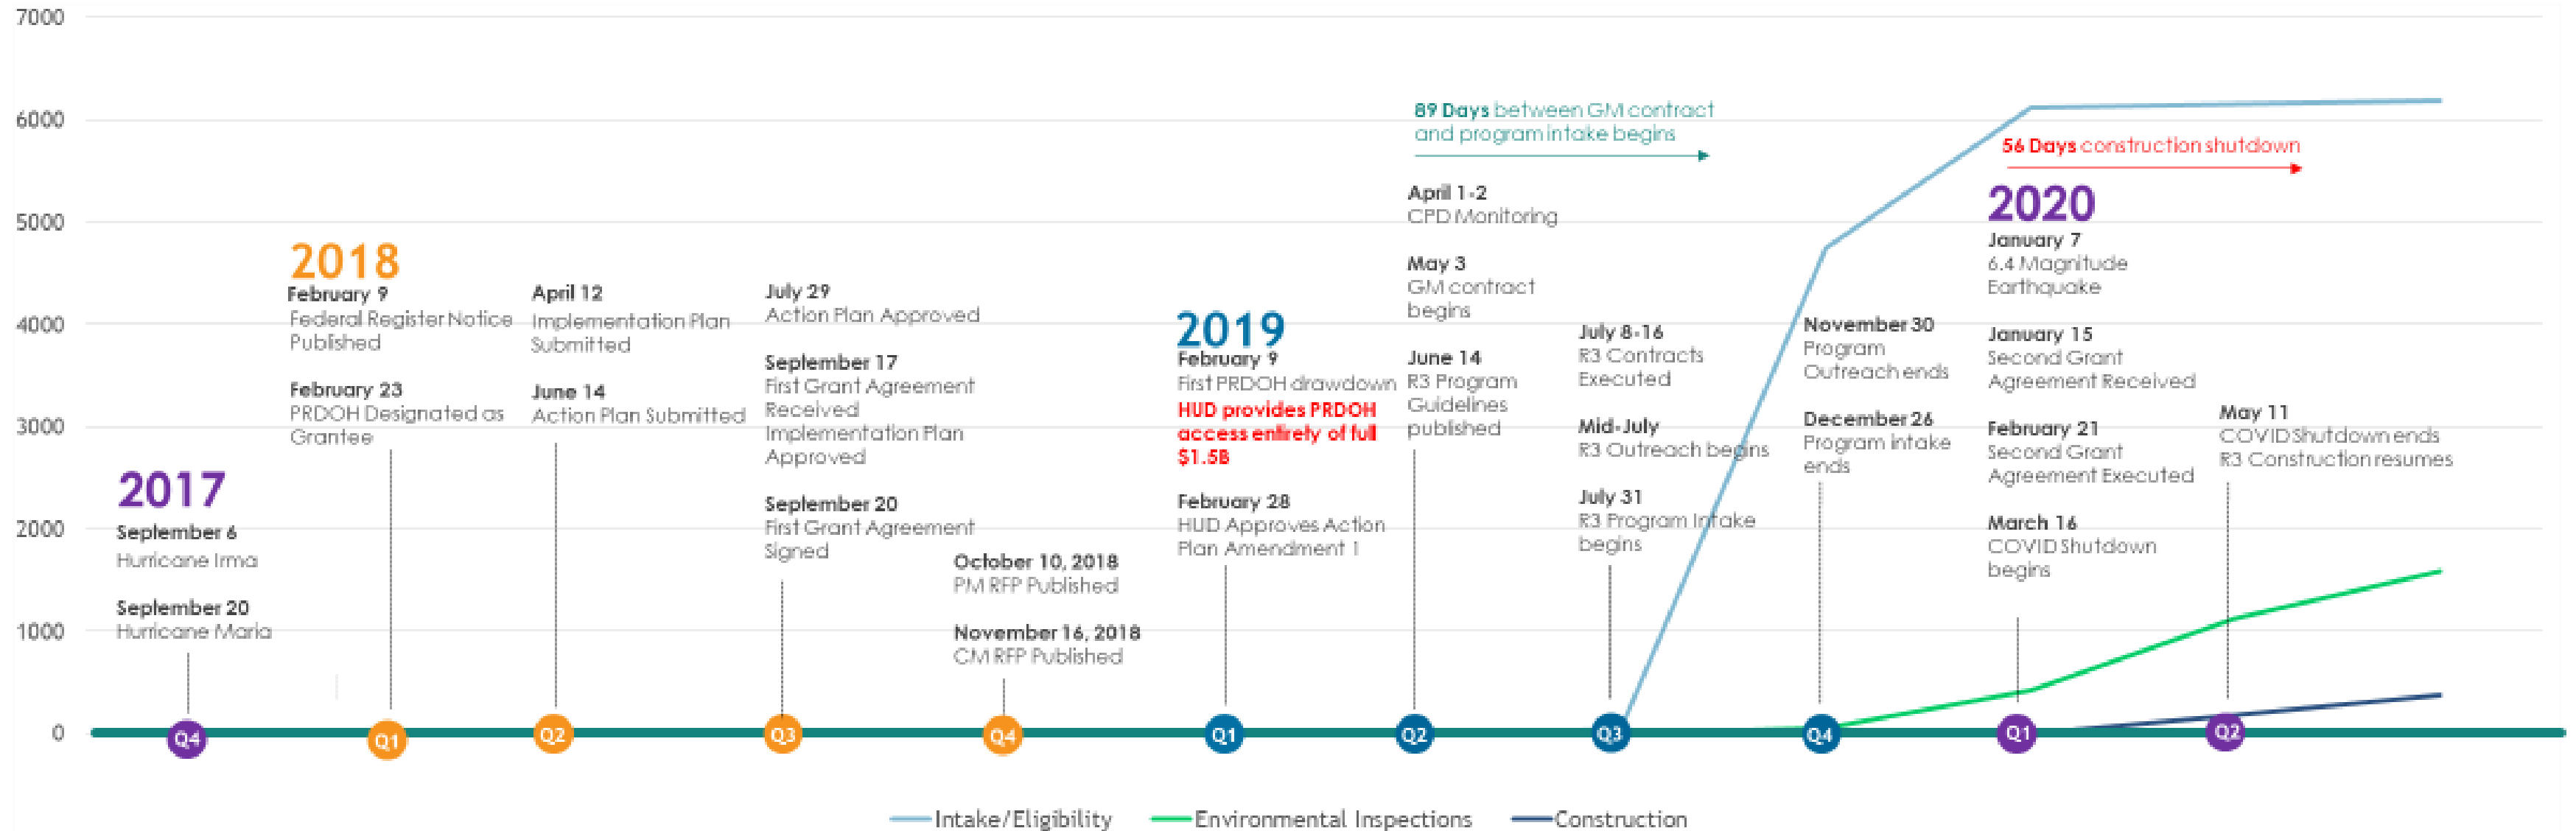 7000
6000
5000
4000
3000
2000
1000
0
2017
September 6
Hurricane Irma
September 20
Hurricane Maria
2018
February 9
Federal Register Notice
Published
February 23
PRDOH Designated as
Grantee
April 12
Implementation Plan
Submitted
June 14
Action Plan Submitted
July 29
Action Plan Approved
September 17
First Grant Agreement
Received
Implementation Plan
Approved
September 20
First Grant Agreement
Signed
October 10, 2018
PM RFP Published
November 16, 2018
CM RFP Published
2019
February 9
First PRDOH drawdown
HUD provides PRDOH
access entirely of full
$1.5B
February 28
HUD Approves Action
Plan Amendment 1
89 Days between GM contract
and program intake begins
April 1-2
CPD Monitoring
May 3
GM contract
begins
June 14
R3 Program
Guidelines
published
July 8-16
R3 Contracts
Executed
Mid-July
R3 Outreach begins
July 31
R3 Program Intake
begins
November 30
Program
Outreach ends
December 26
Program intake
ends
56 Days construction shutdown
2020
January 7
6.4 Magnitude
Earthquake
January 15
Second Grant
Agreement Received
February 21
Second Grant
Agreement Executed
March 16
COVID Shutdown
begins
May 11
COVID Shutdown ends
R3 Construction resumes
Q4
Q1
Q2
Q3
Q4
Q1
Q2
Q3
Q4
Q1
Q2
Intake/Eligibility
Environmental Inspections
Construction